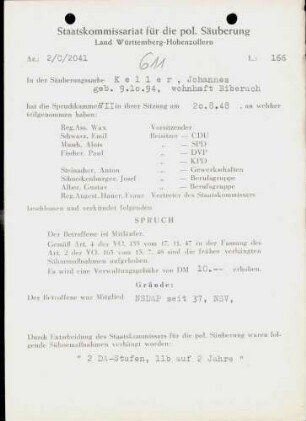 Staatskommissariat für die pol. Säuberung
Land Württemberg-Hohenzollern
Az.: 2/C/2041
L.: 166
611
In der Säuberungssache Keller, Johannes
geb. 9.10.94, wohnhaft Biberach
hat die Spruchkammer VII in ihrer Sitzung am 20.8.48, an welcher
teilgenommen haben:
Reg.Ass. Wax Vorsitzender
Schwarz, Emil Beisitzer — CDU
Munds, Alois „ — SPD
Fischer, Paul „ — DVP
„ — KPD
Steinacher, Anton „ — Gewerkschaften
Schneckenburger, Josef „ — Berufsgruppe
Alber, Gustav „ — Berufsgruppe
Reg.Angest. Hauser, Franz Vertreter des Staatskommissars
beschlossen und verkündet folgenden
SPRUCH
Der Betroffene ist Mitläufer.
Gemäß Art. 4 der VO. 133 vom 17. 11. 47 in der Fassung des
Art. 2 der VO. 165 vom 13. 7. 48 sind die früher verhängten
Sühnemaßnahmen aufgehoben.
Es wird eine Verwaltungsgebühr von DM 10.-- erhoben.
Gründe:
Der Betroffene war Mitglied NSDAP seit 37, NSV,
Durch Entscheidung des Staatskommissars für die pol. Säuberung waren fol-
gende Sühnemaßnahmen verhängt worden:
" 2 DA-Stufen, 11b auf 2 Jahre "